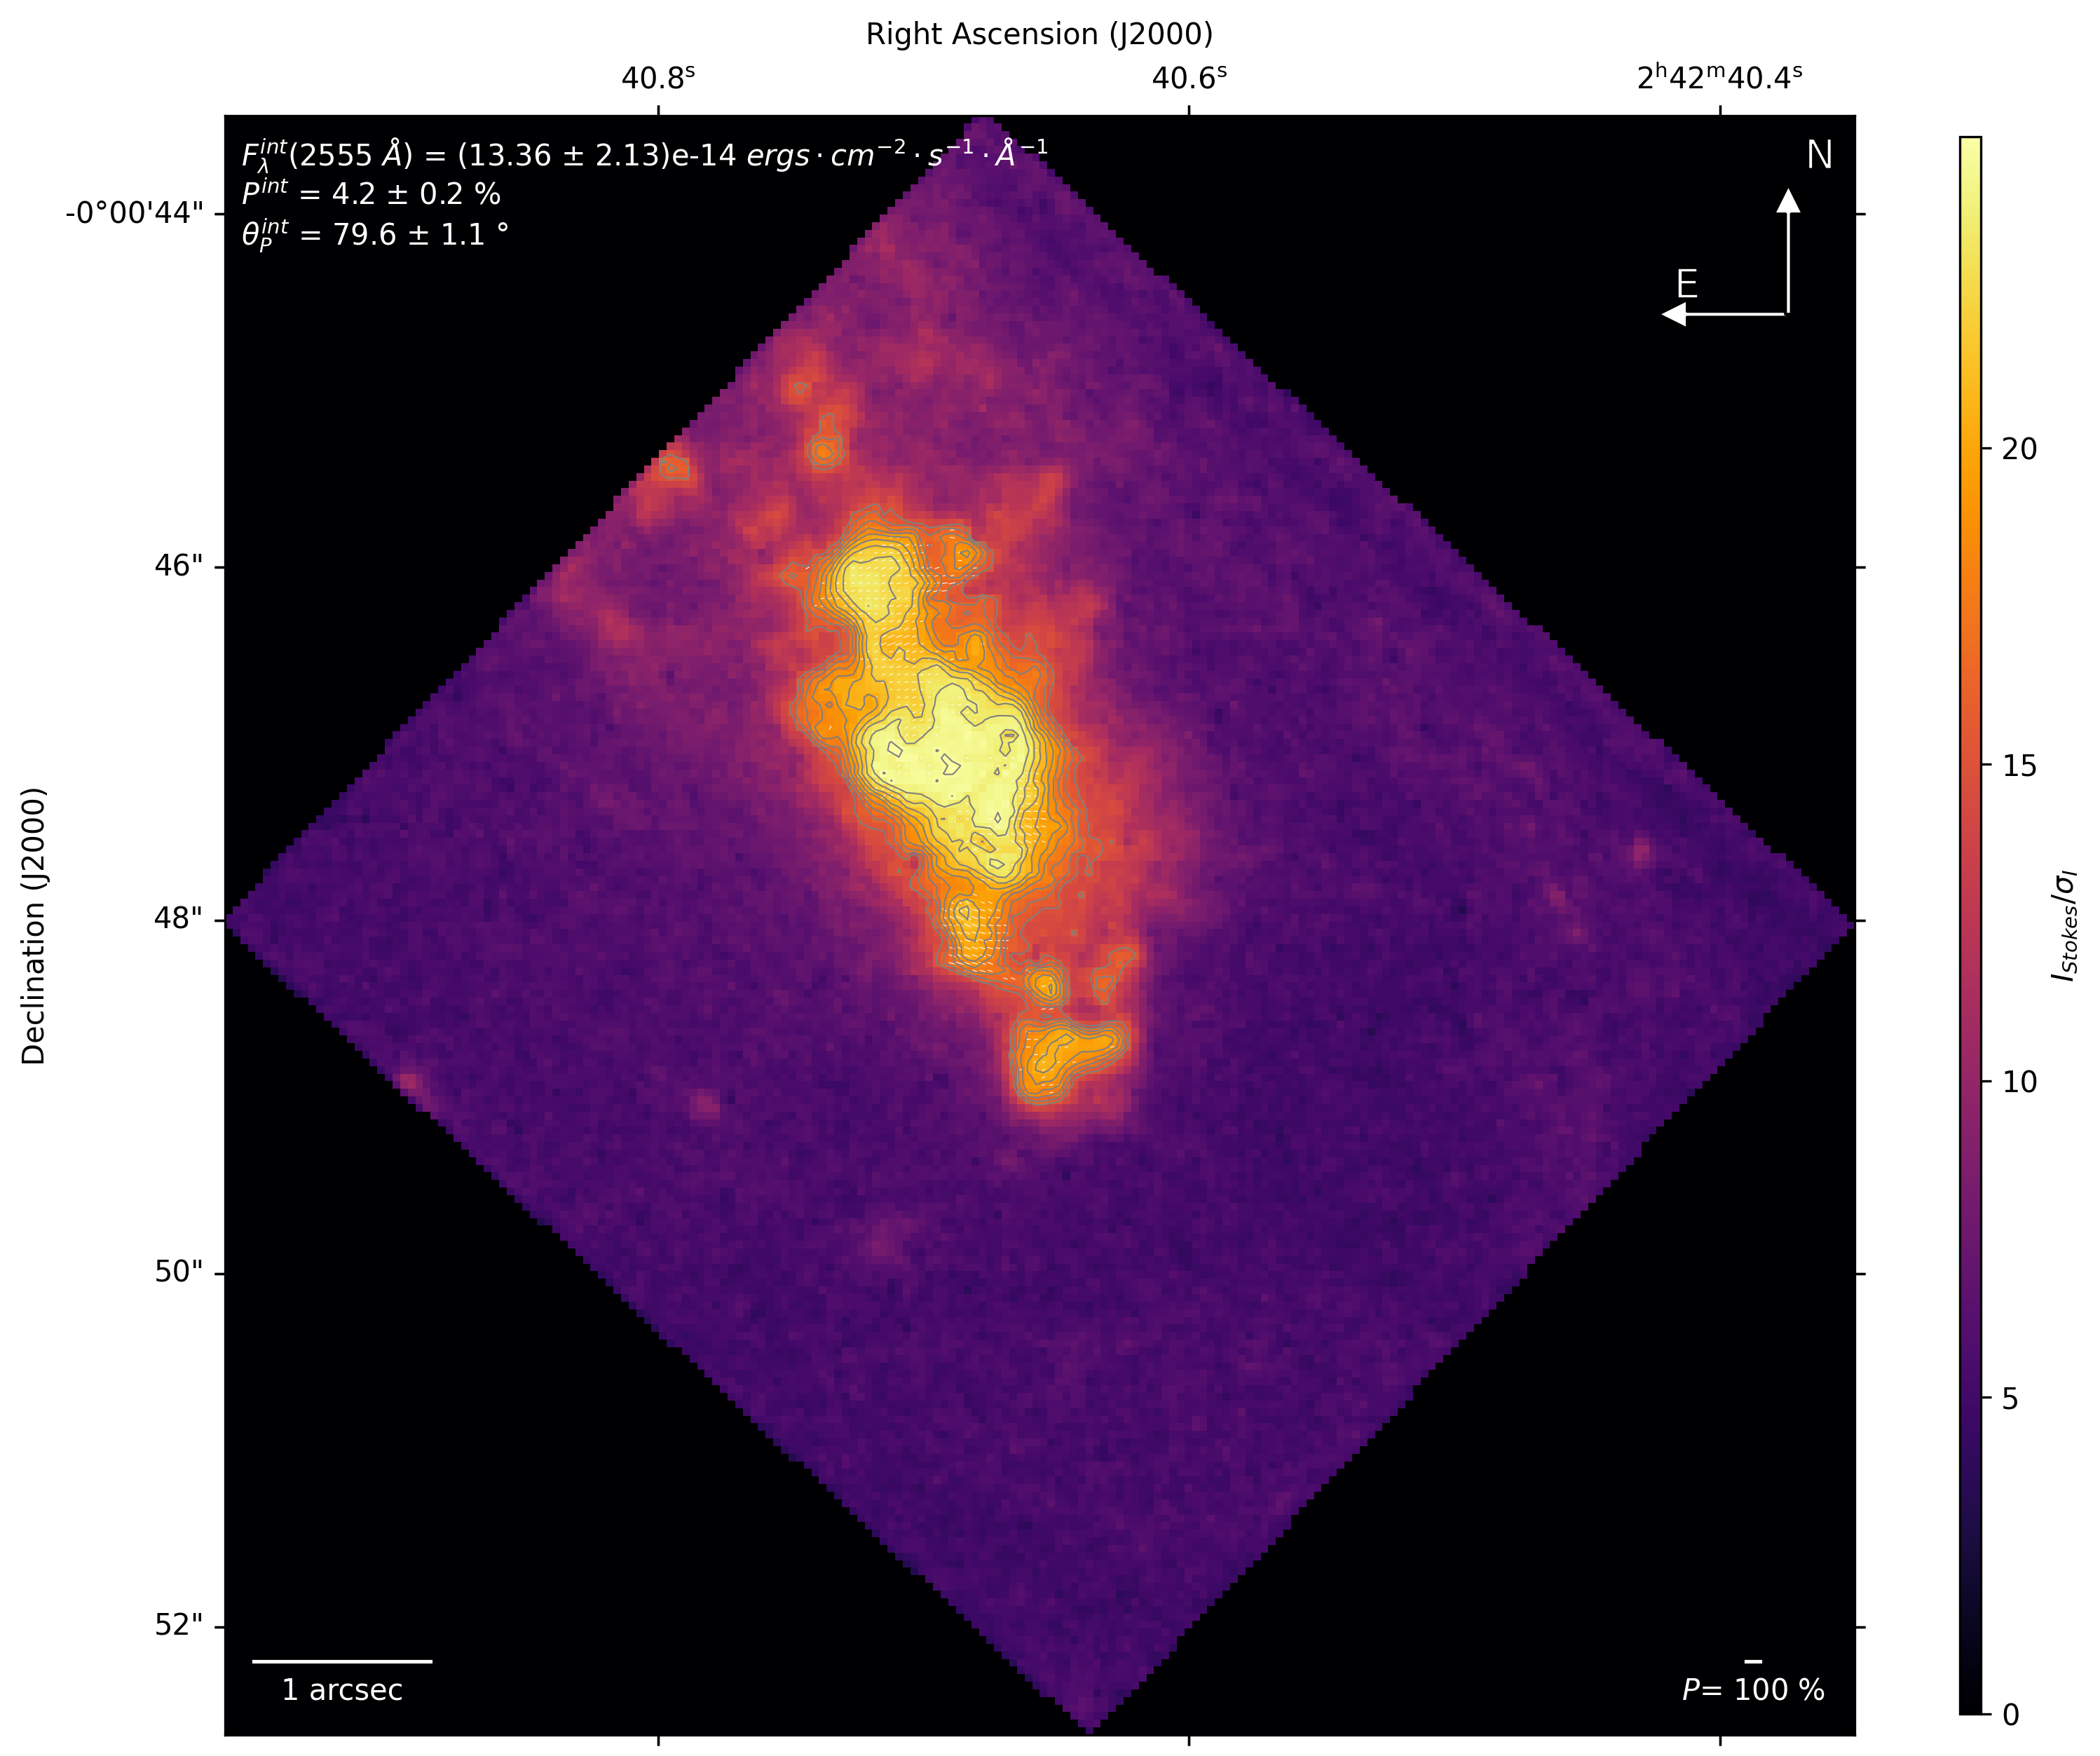 Right Ascension (J2000)
40.8ˢ 40.6ˢ 2ʰ42ᵐ40.4ˢ
F_λ^int(2555 Å) = (13.36 ± 2.13)e-14 ergs · cm⁻² · s⁻¹ · Å⁻¹
P^int = 4.2 ± 0.2 %
θ_P^int = 79.6 ± 1.1 °
N
E
-0°00'44"
46"
48"
50"
52"
Declination (J2000)
1 arcsec
P= 100 %
20
15
10
5
0
I_Stokes/σ_I